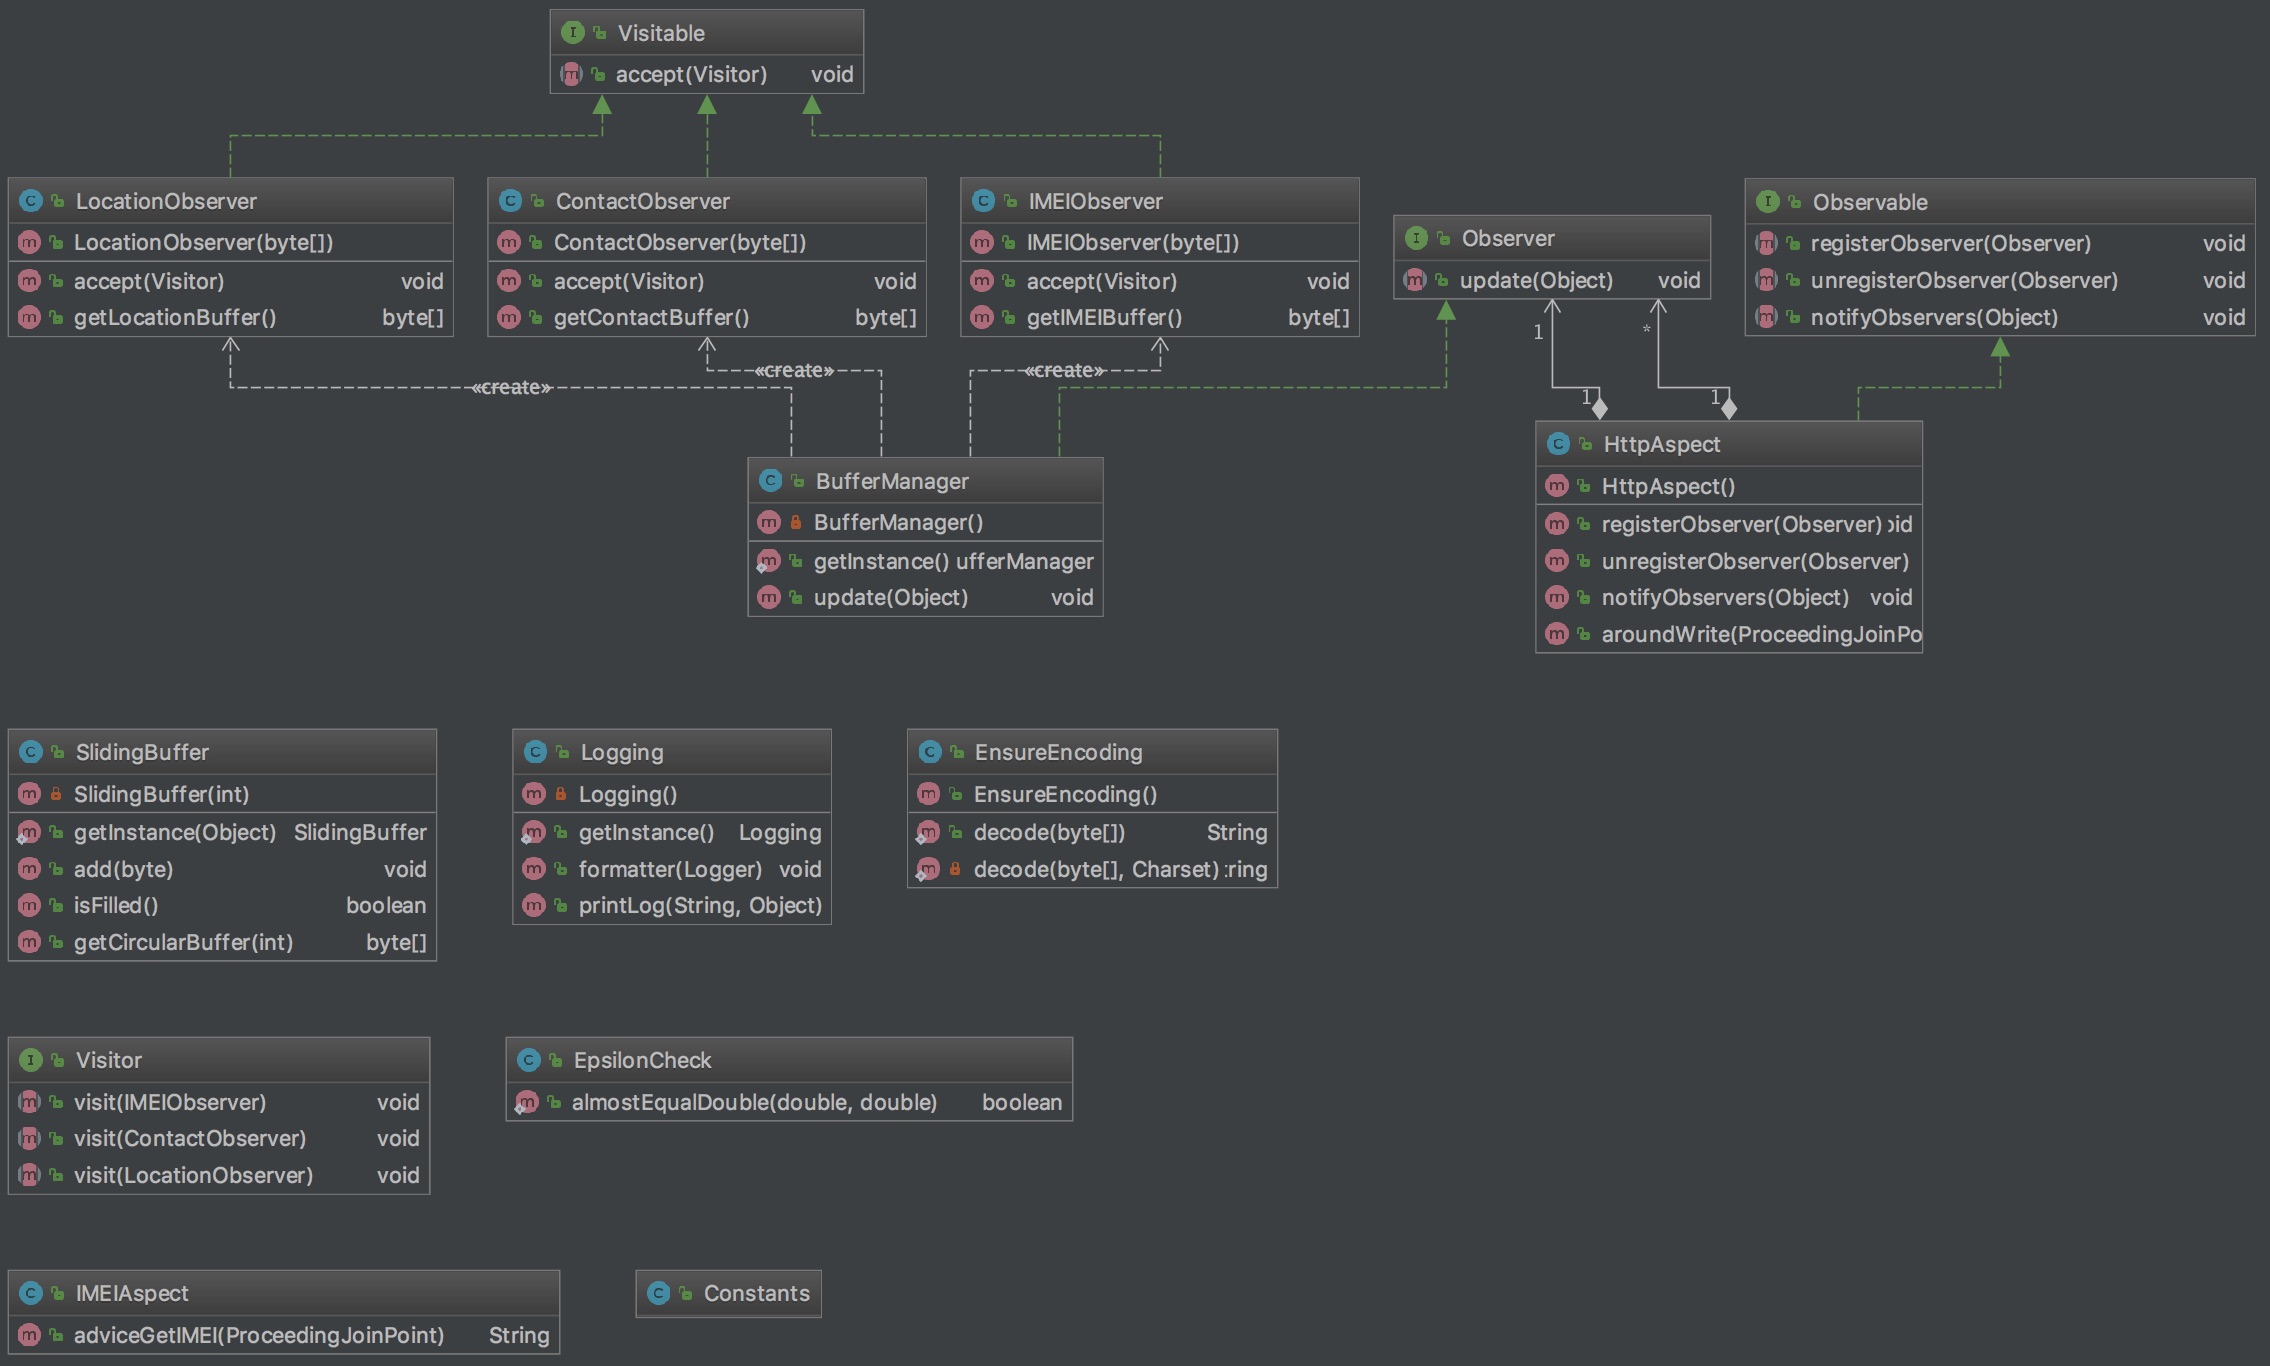 Visitable
accept(Visitor) void
LocationObserver
LocationObserver(byte[])
accept(Visitor) void
getLocationBuffer() byte[]
ContactObserver
ContactObserver(byte[])
accept(Visitor) void
getContactBuffer() byte[]
IMEIObserver
IMEIObserver(byte[])
accept(Visitor) void
getIMEIBuffer() byte[]
Observer
update(Object) void
Observable
registerObserver(Observer) void
unregisterObserver(Observer) void
notifyObservers(Object) void
«create»
«create»
«create»
1
*
1
1
BufferManager
BufferManager()
getInstance() ufferManager
update(Object) void
HttpAspect
HttpAspect()
registerObserver(Observer) oid
unregisterObserver(Observer)
notifyObservers(Object) void
aroundWrite(ProceedingJoinPo
SlidingBuffer
SlidingBuffer(int)
getInstance(Object) SlidingBuffer
add(byte) void
isFilled() boolean
getCircularBuffer(int) byte[]
Logging
Logging()
getInstance() Logging
formatter(Logger) void
printLog(String, Object)
EnsureEncoding
EnsureEncoding()
decode(byte[]) String
decode(byte[], Charset) tring
Visitor
visit(IMEIObserver) void
visit(ContactObserver) void
visit(LocationObserver) void
EpsilonCheck
almostEqualDouble(double, double) boolean
IMEIAspect
adviceGetIMEI(ProceedingJoinPoint) String
Constants